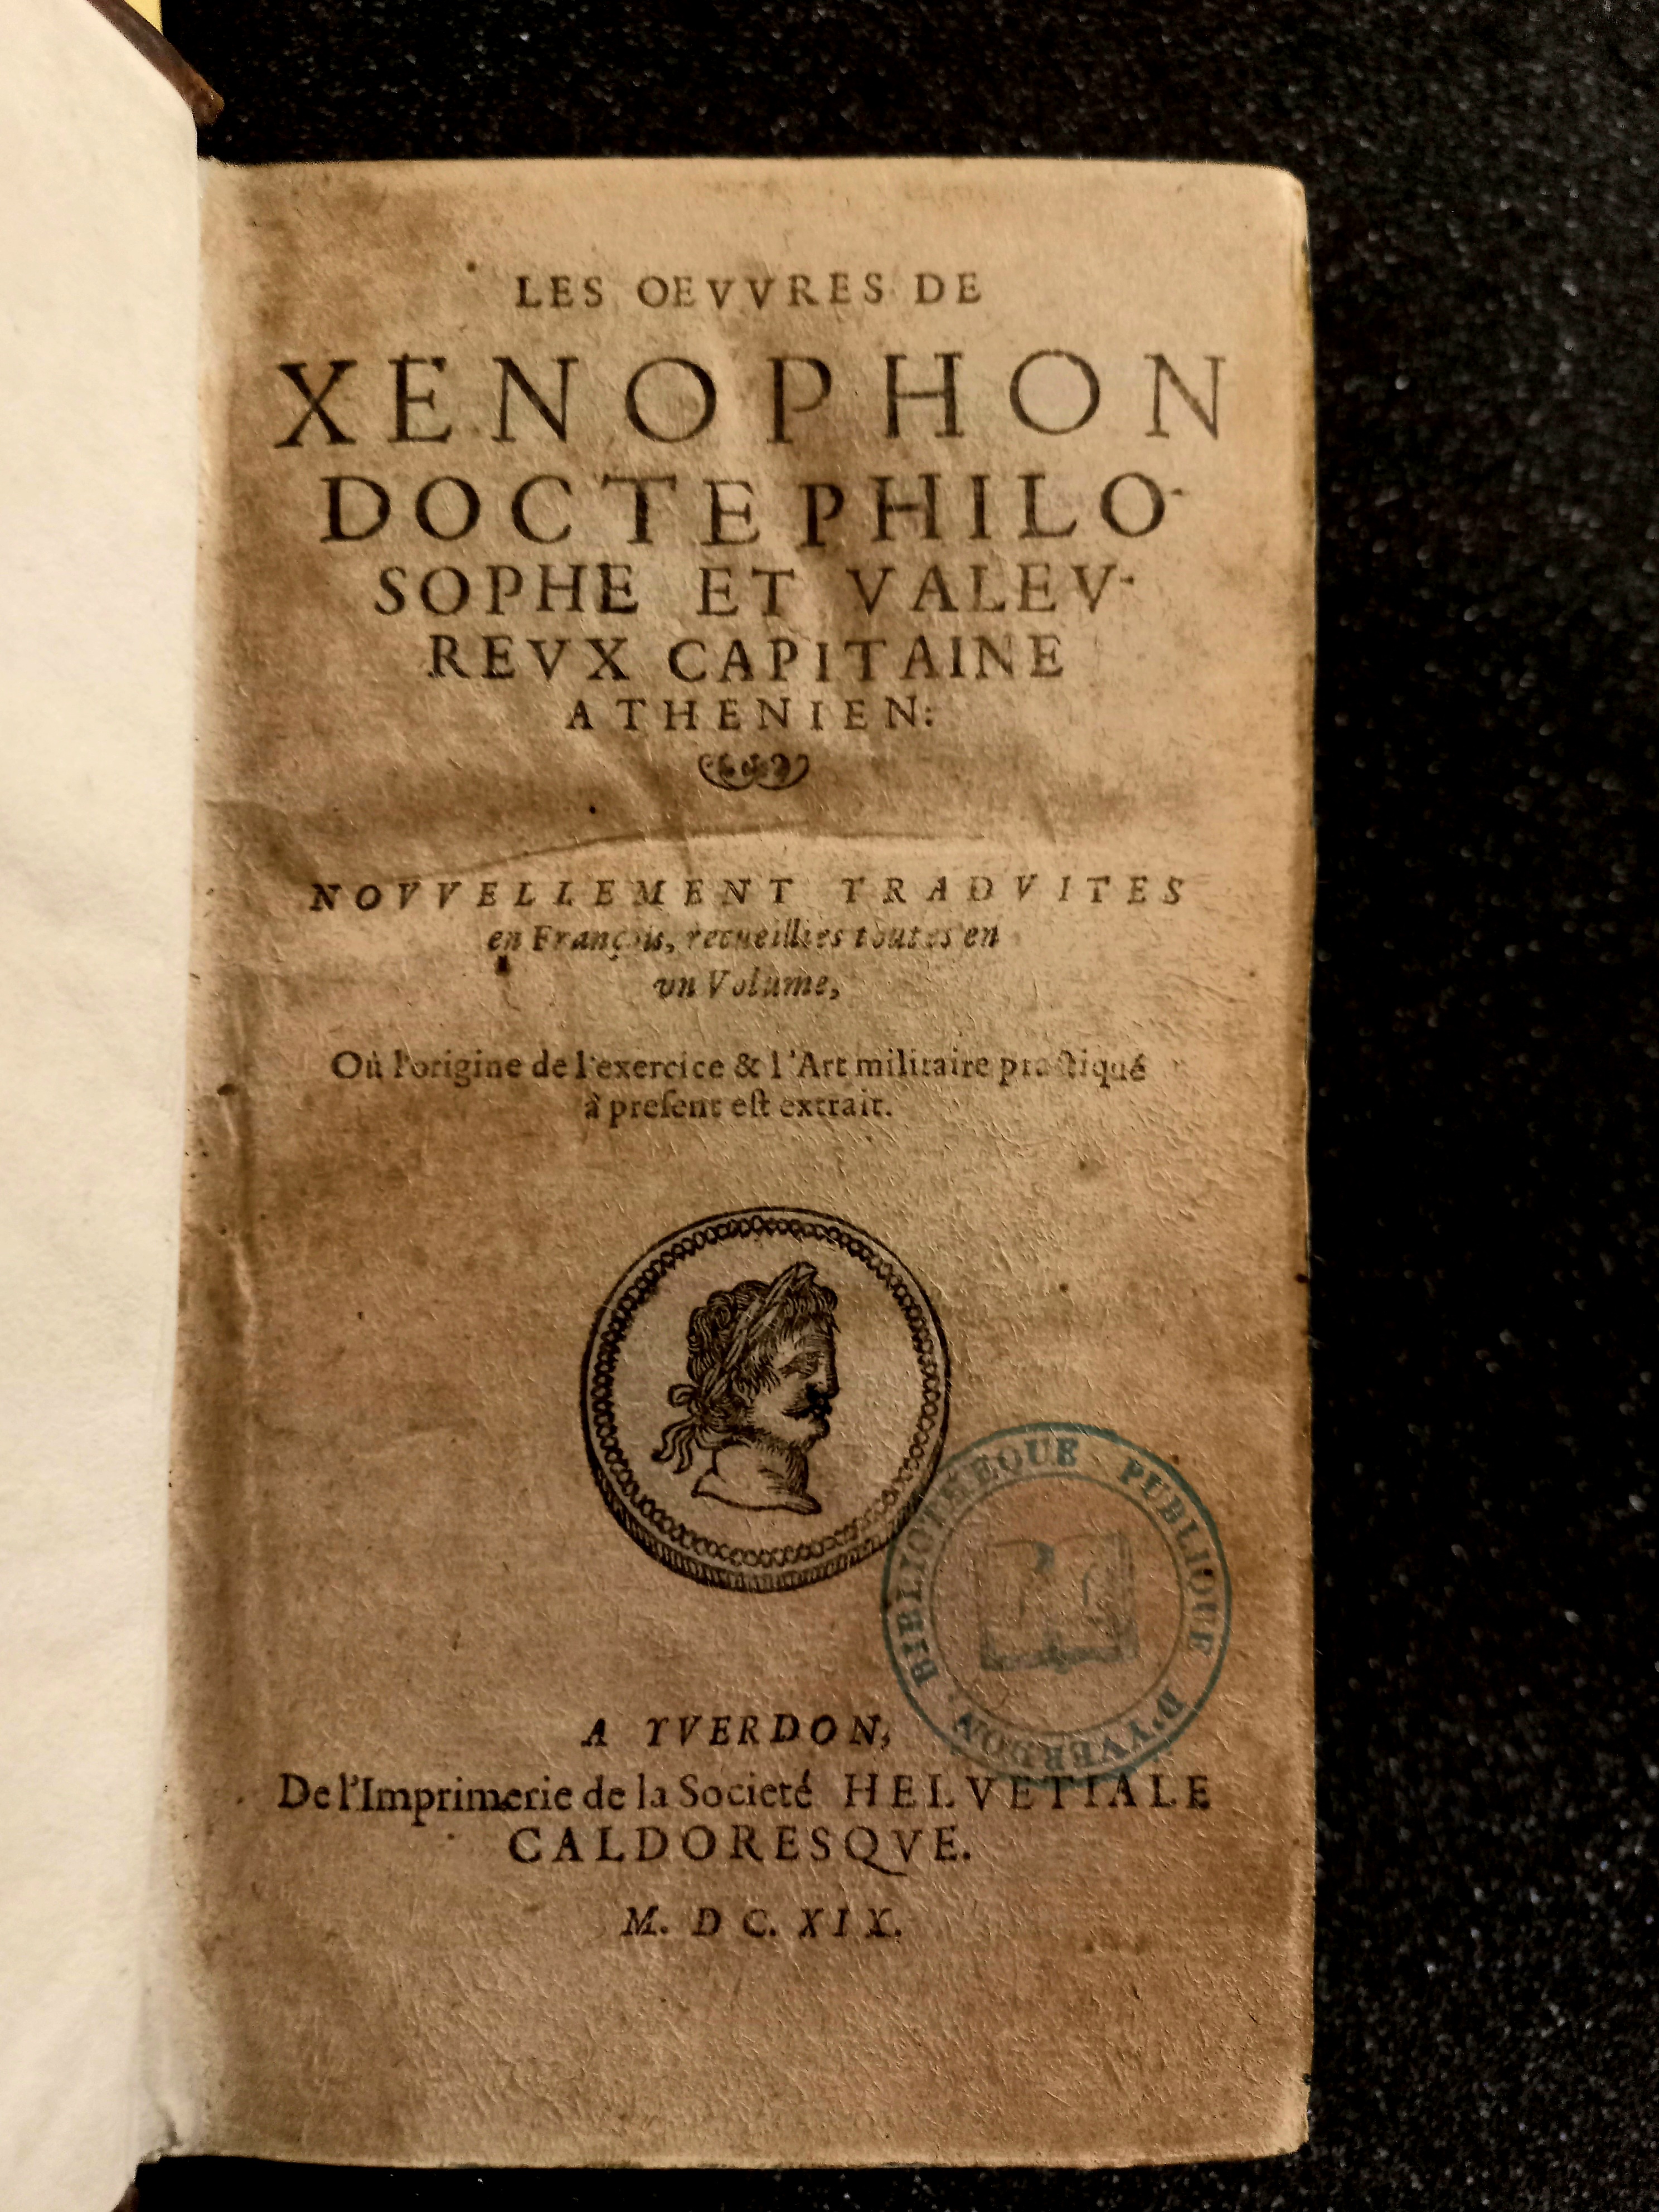 LES OEVVRES DE
XENOPHON
DOCTE PHILO-
SOPHE ET VALEV-
REVX CAPITAINE
ATHENIEN:
NOVVELLEMENT TRADVITES
en François, recueillies toutes en
vn Volume,
Où l'origine de l'exercice & l'Art militaire practiqué
à preſent eſt extrait.
BIBLIOTHEQUE PUBLIQUE D'YVERDON
A YVERDON,
De l'Imprimerie de la Societé HELVETIALE
CALDORESQVE.
M. D C. XIX.